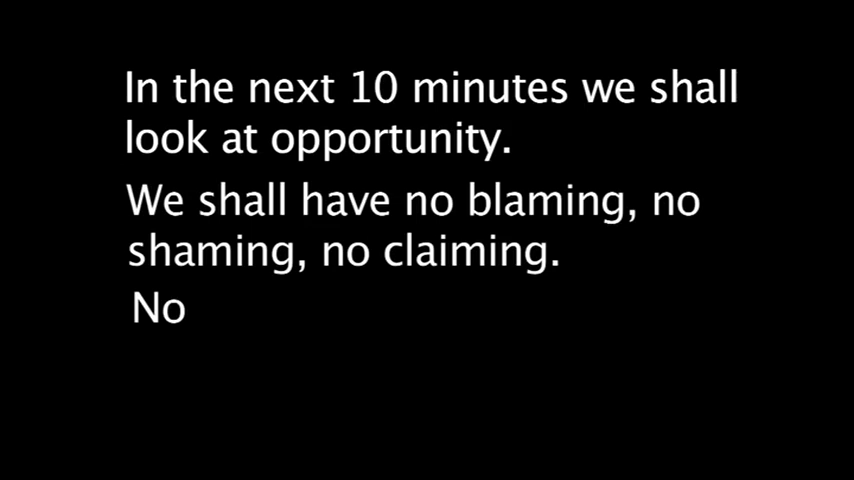 In the next 10 minutes we shall
look at opportunity.
We shall have no blaming, no
shaming, no claiming.
No